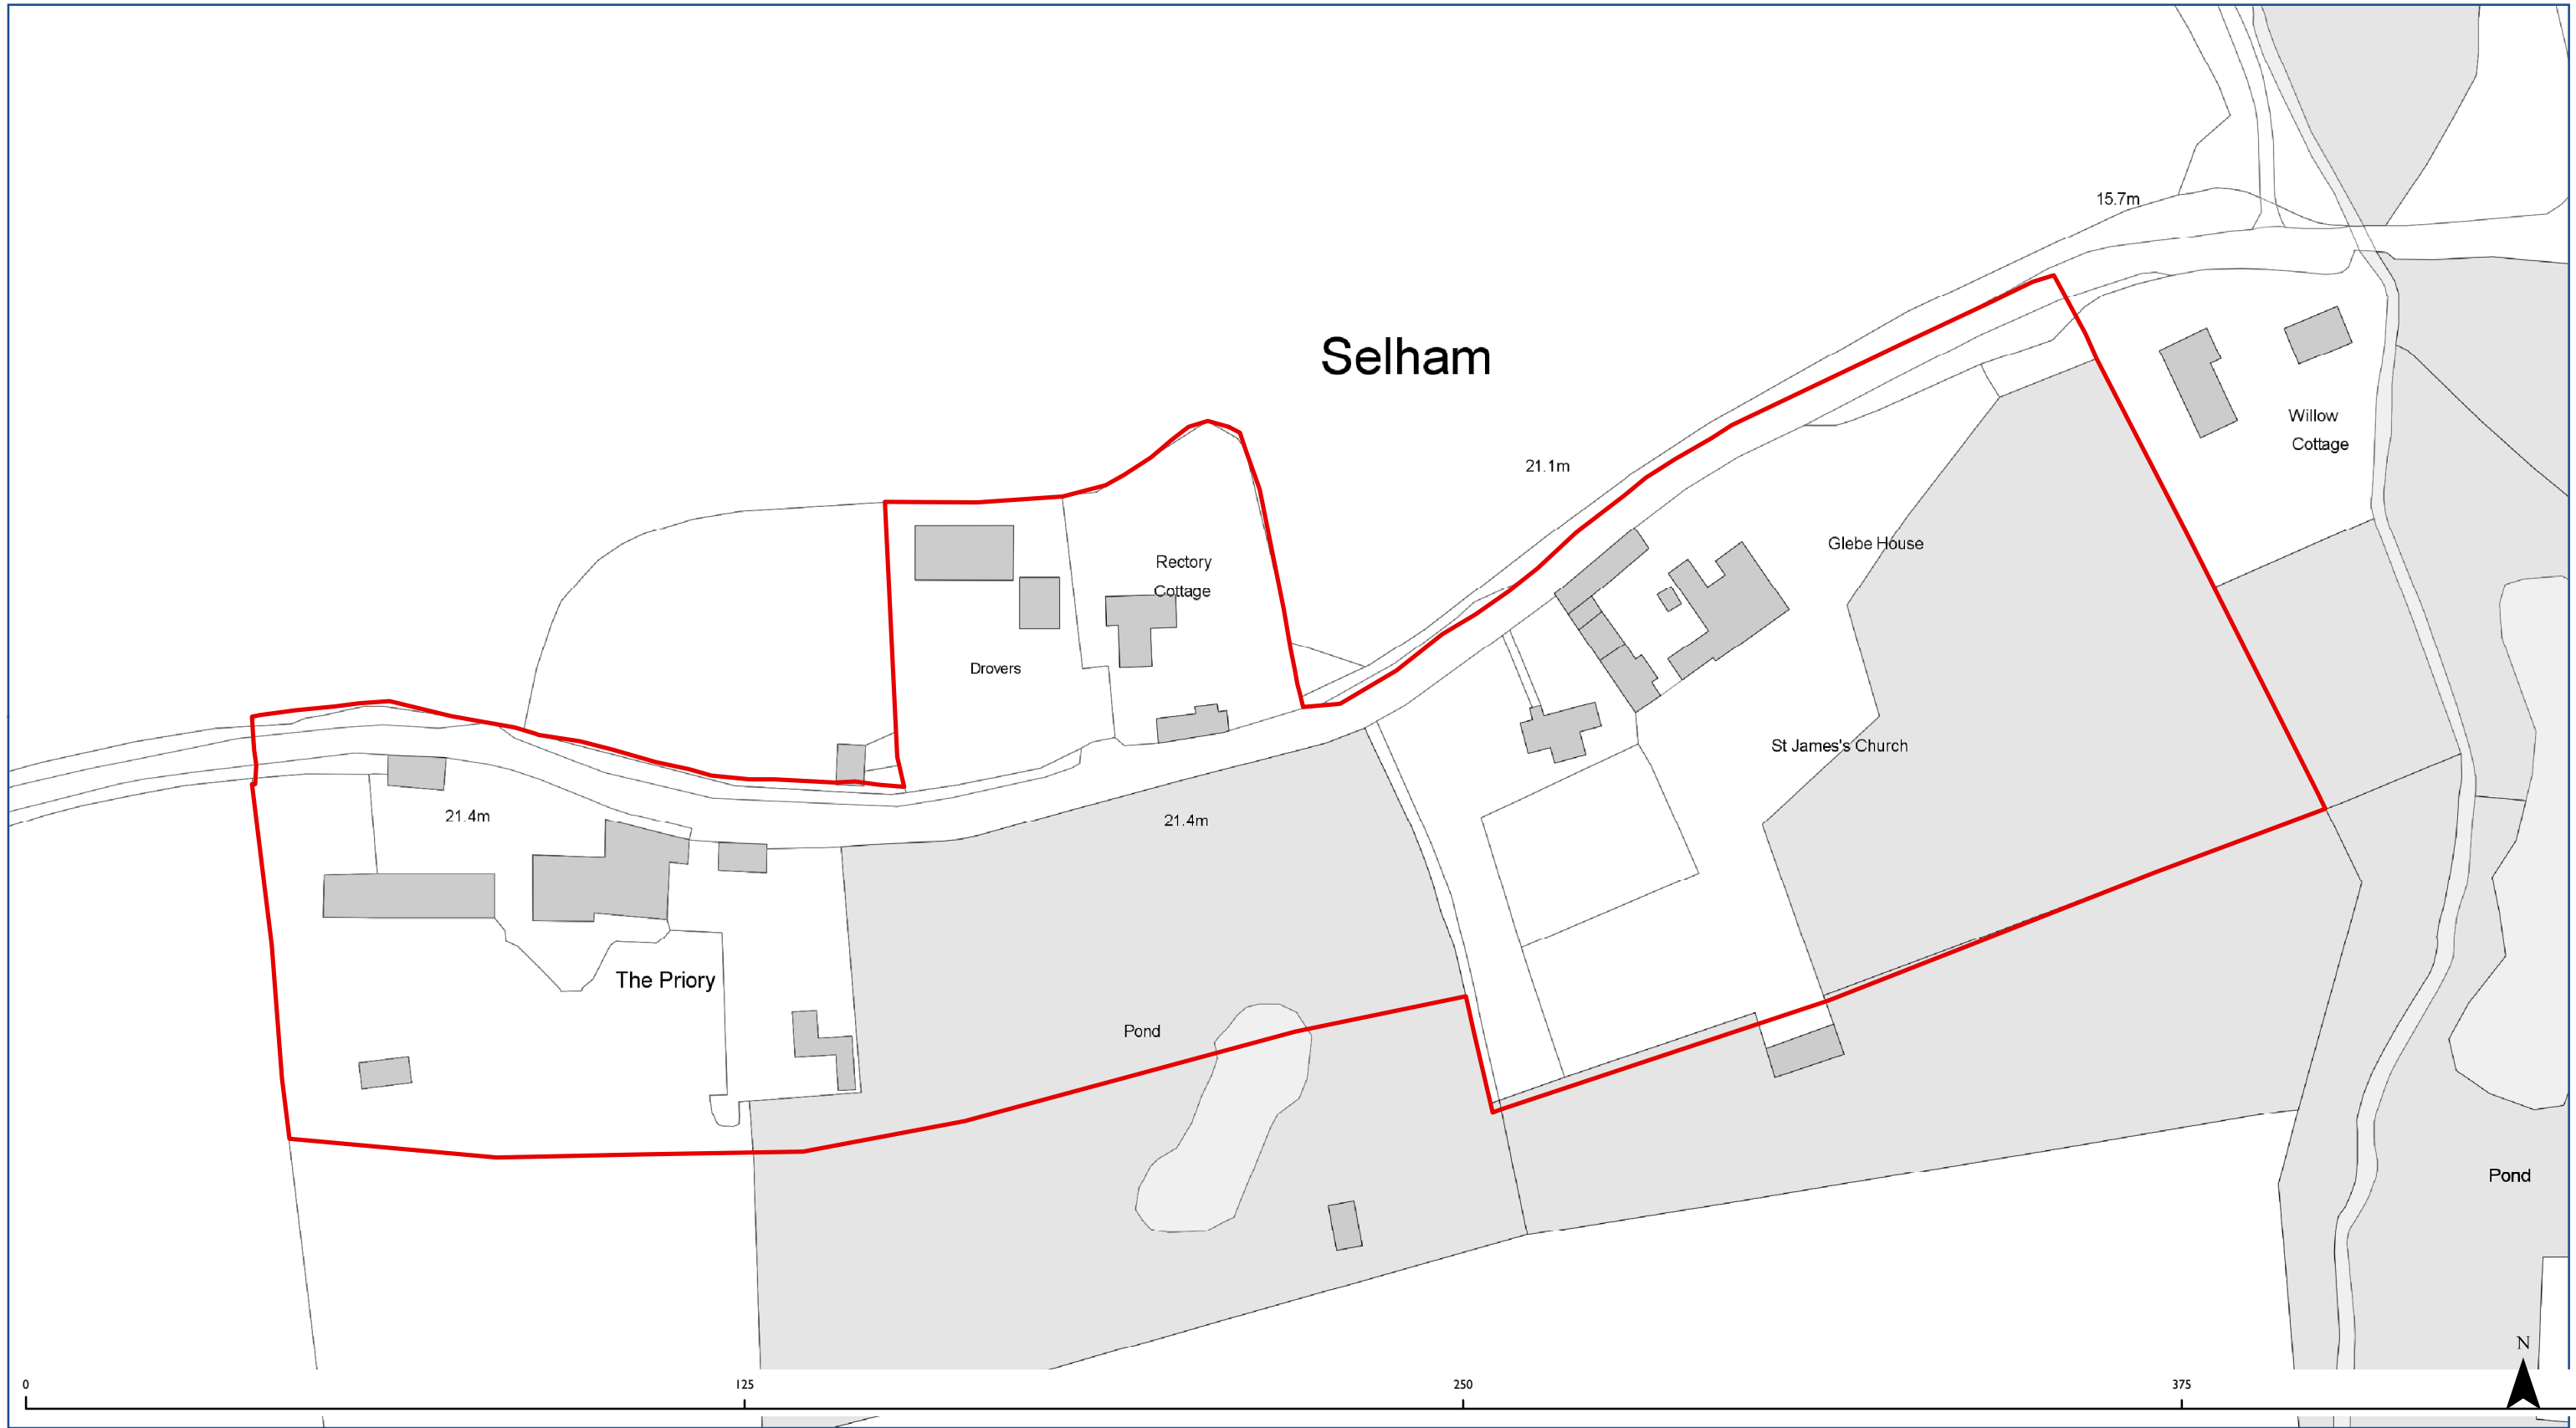 15.7m
Selham
Willow
Cottage
21.1m
Glebe House
Rectory
Cottage
Drovers
St James's Church
21.4m
21.4m
The Priory
Pond
Pond
N
0
125
250
375